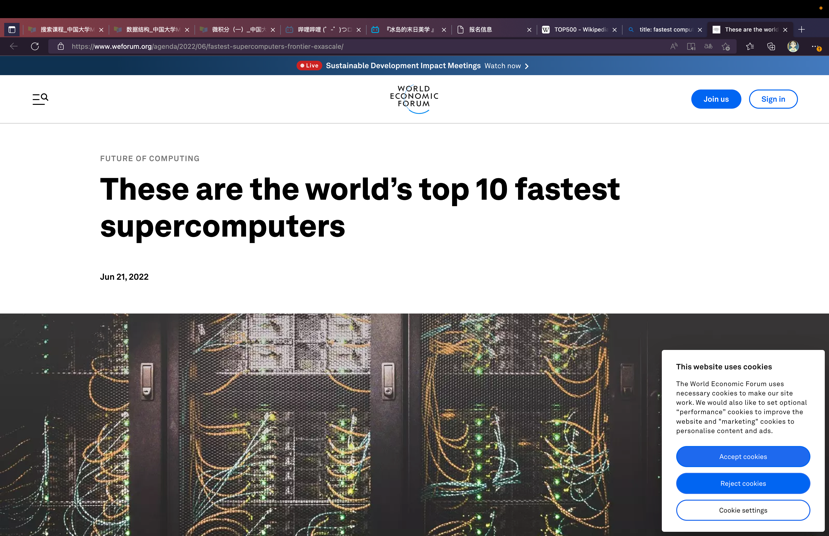 搜索课程_中国大学M
数据结构_中国大学M
微积分（一）_中国大
哔哩哔哩 (゜-゜)つロ
『冰岛的末日美学 』
报名信息
TOP500 - Wikipedi
title: fastest compu
These are the world
https://www.weforum.org/agenda/2022/06/fastest-supercomputers-frontier-exascale/
Live Sustainable Development Impact Meetings Watch now
WORLD
ECONOMIC
FORUM
Join us
Sign in
FUTURE OF COMPUTING
These are the world's top 10 fastest
supercomputers
Jun 21, 2022
This website uses cookies
The World Economic Forum uses
necessary cookies to make our site
work. We would also like to set optional
"performance" cookies to improve the
website and "marketing" cookies to
personalise content and ads.
Accept cookies
Reject cookies
Cookie settings